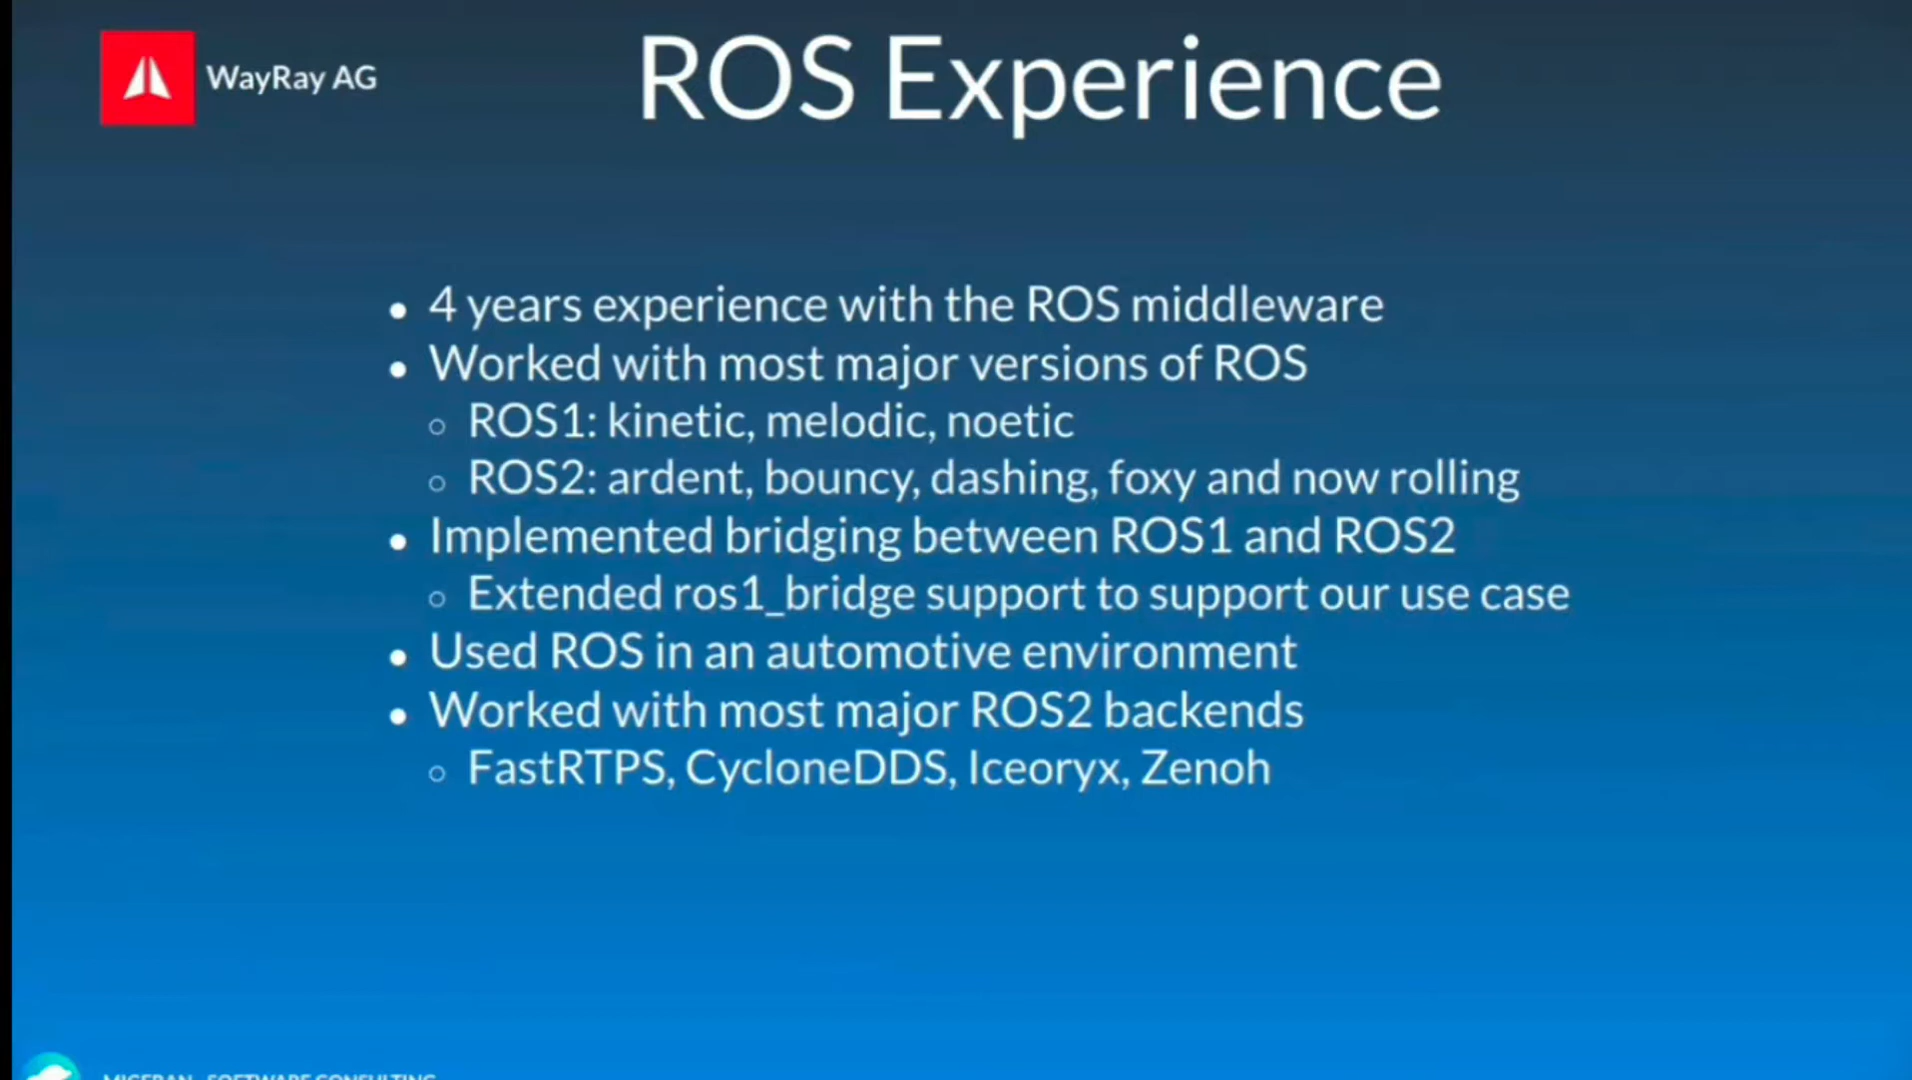 WayRay AG
ROS Experience
• 4 years experience with the ROS middleware
• Worked with most major versions of ROS
◦ ROS1: kinetic, melodic, noetic
◦ ROS2: ardent, bouncy, dashing, foxy and now rolling
• Implemented bridging between ROS1 and ROS2
◦ Extended ros1_bridge support to support our use case
• Used ROS in an automotive environment
• Worked with most major ROS2 backends
◦ FastRTPS, CycloneDDS, Iceoryx, Zenoh
SOFTWARE CONSULTING